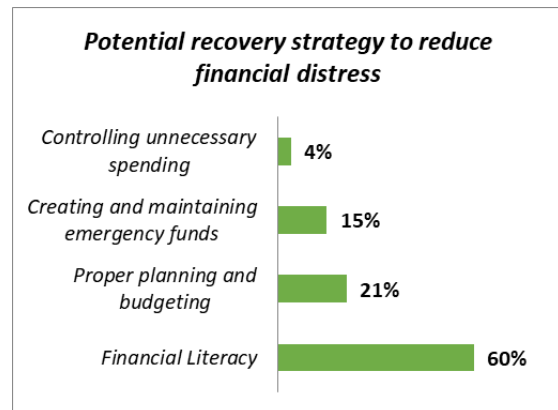 Potential recovery strategy to reduce
financial distress
Controlling unnecessary
spending
4%
Creating and maintaining
emergency funds
15%
Proper planning and
budgeting
21%
Financial Literacy
60%